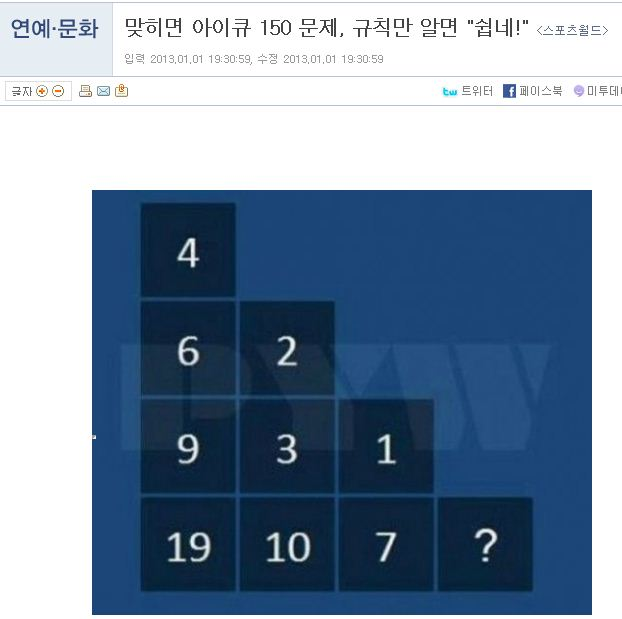 연예·문화
맞히면 아이큐 150 문제, 규칙만 알면 "쉽네!" <스포츠월드>
입력 2013.01.01 19:30:59, 수정 2013.01.01 19:30:59
글자
트위터 페이스북 미투데이
4
6 2
9 3 1
19 10 7 ?
PYW